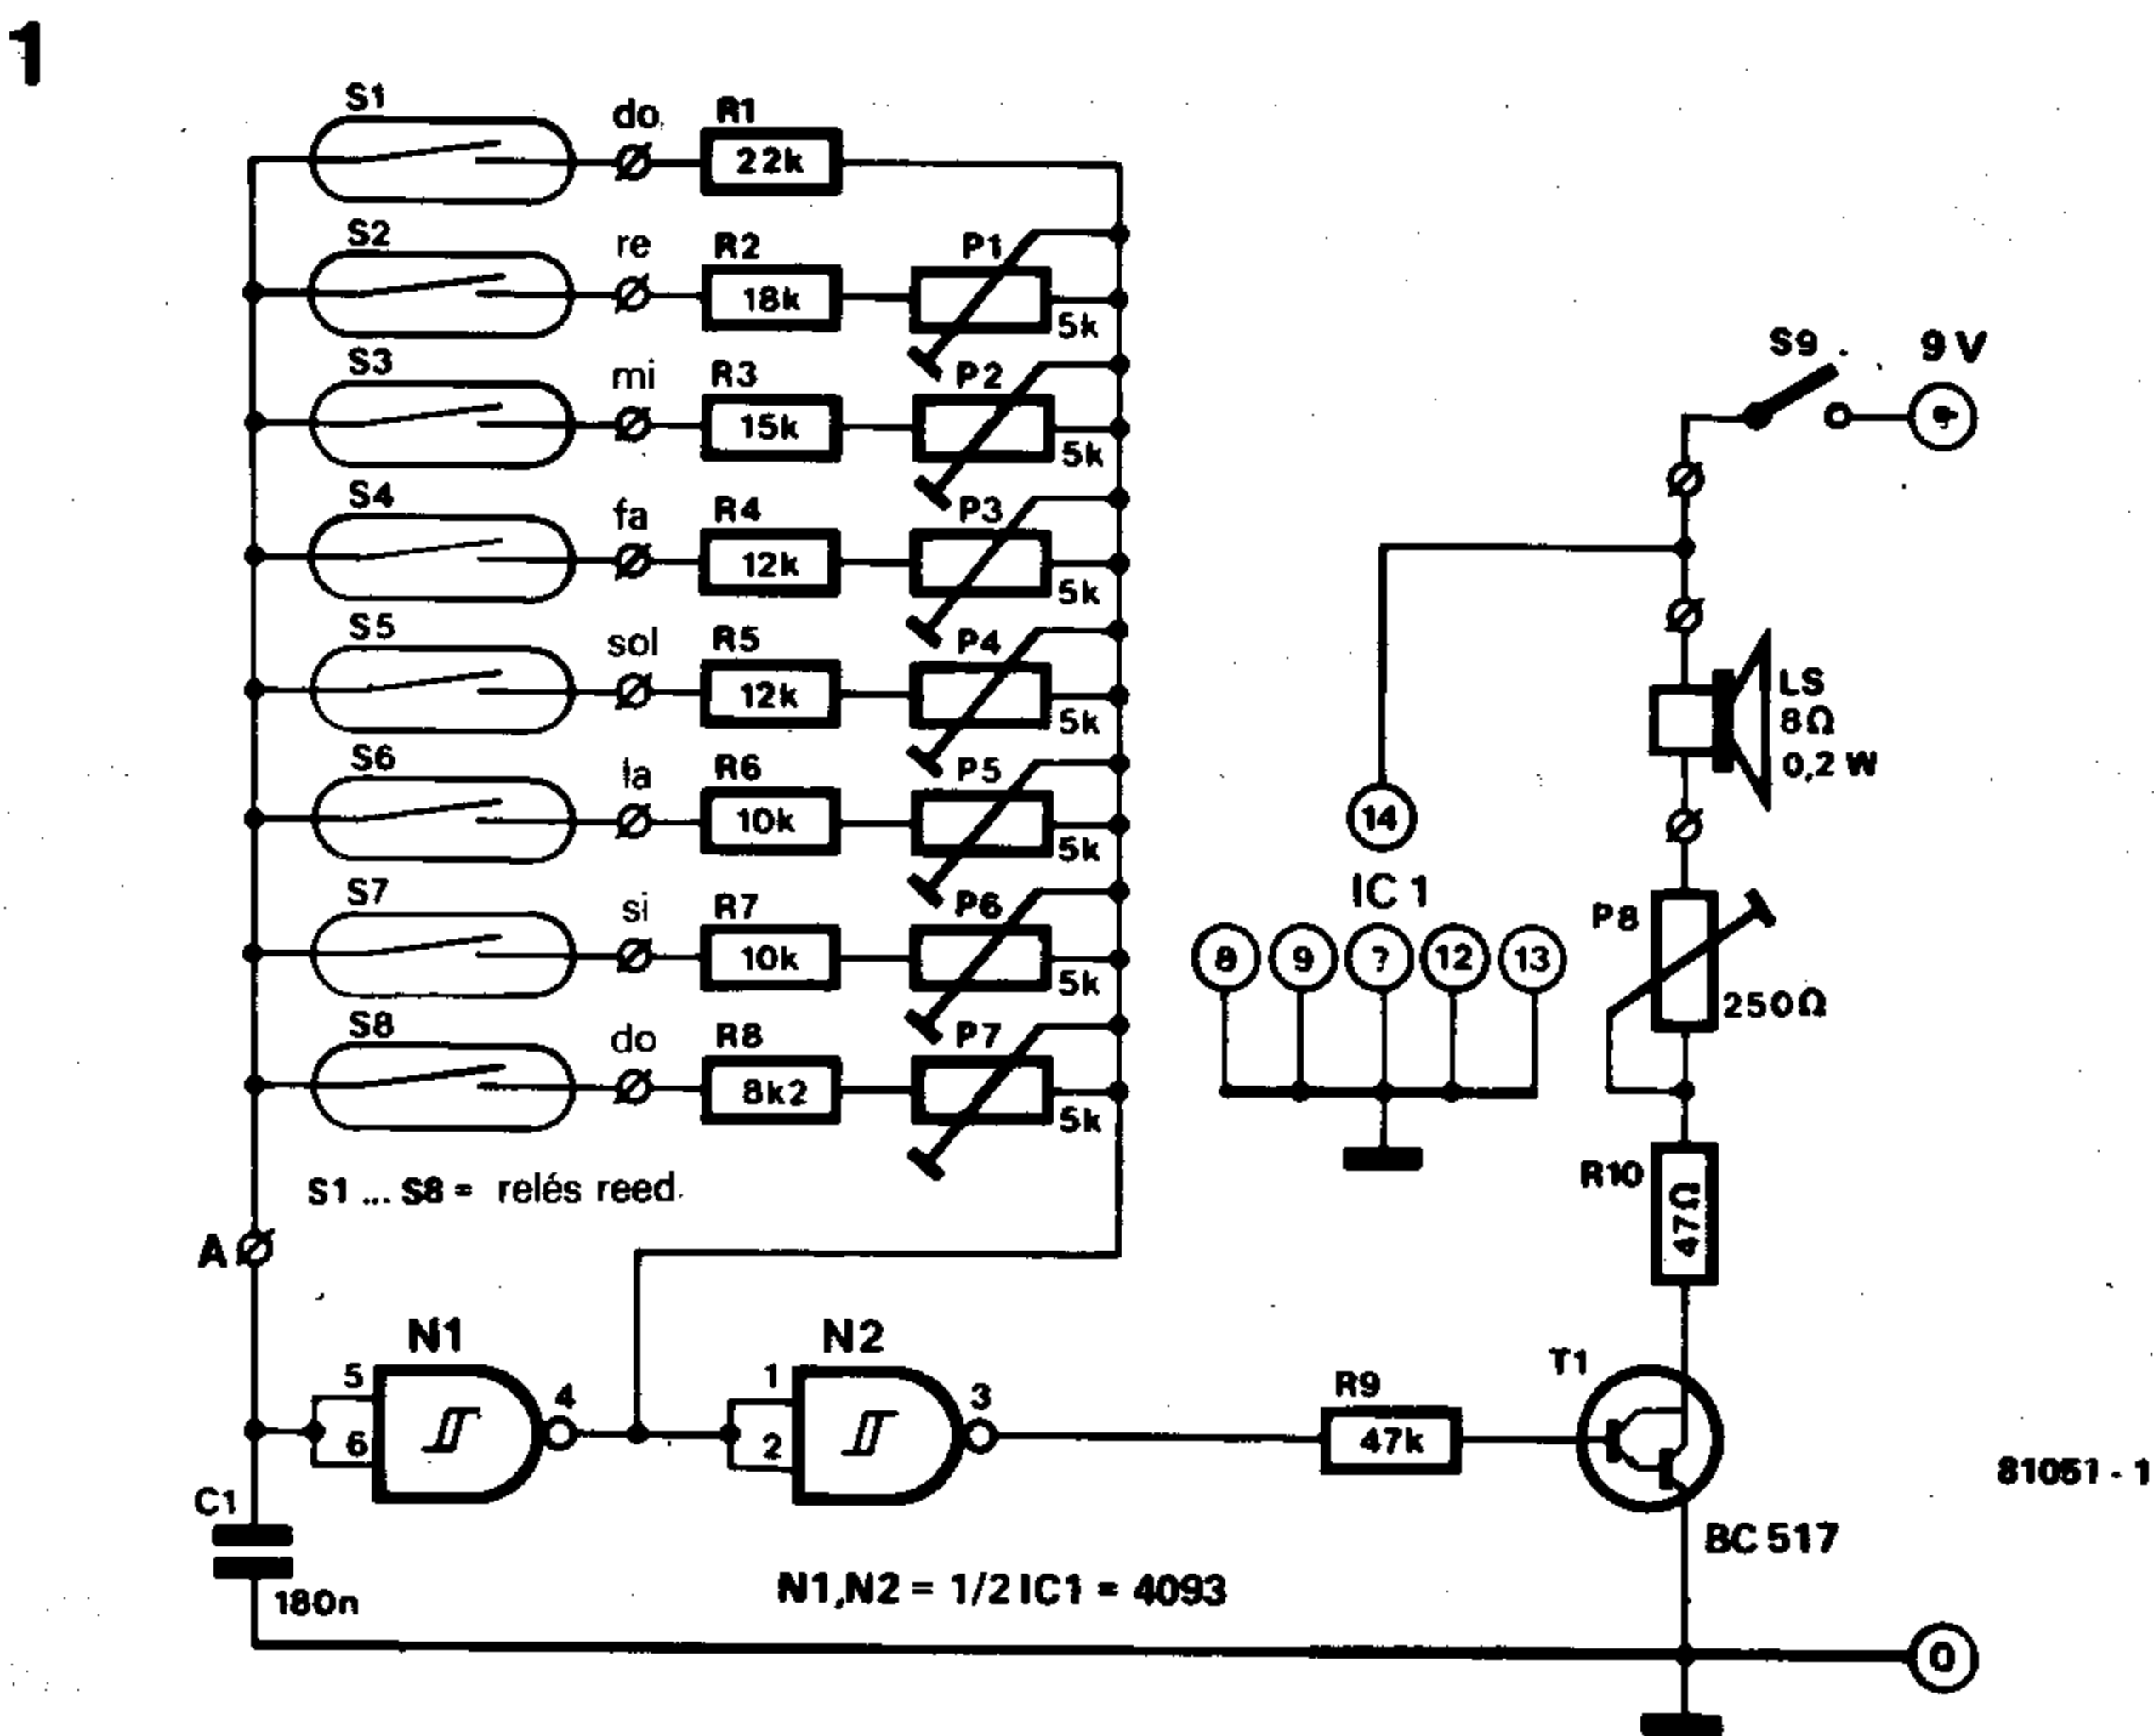 1
S1 do R1 22k
S2 re R2 18k P1 5k
S3 mi R3 15k P2 5k
S4 fa R4 12k P3 5k
S5 sol R5 12k P4 5k
S6 la R6 10k P5 5k
S7 si R7 10k P6 5k
S8 do R8 8k2 P7 5k
S1 ... S8 = relés reed.
A
N1
5
6
4
N2
1
2
3
C1
180n
N1,N2 = 1/2 IC1 = 4093
R9
47k
S9
9V
+
14
IC 1
8 9 7 12 13
LS
8Ω
0,2 W
P8
250Ω
R10
47Ω
T1
BC 517
81051 - 1
0